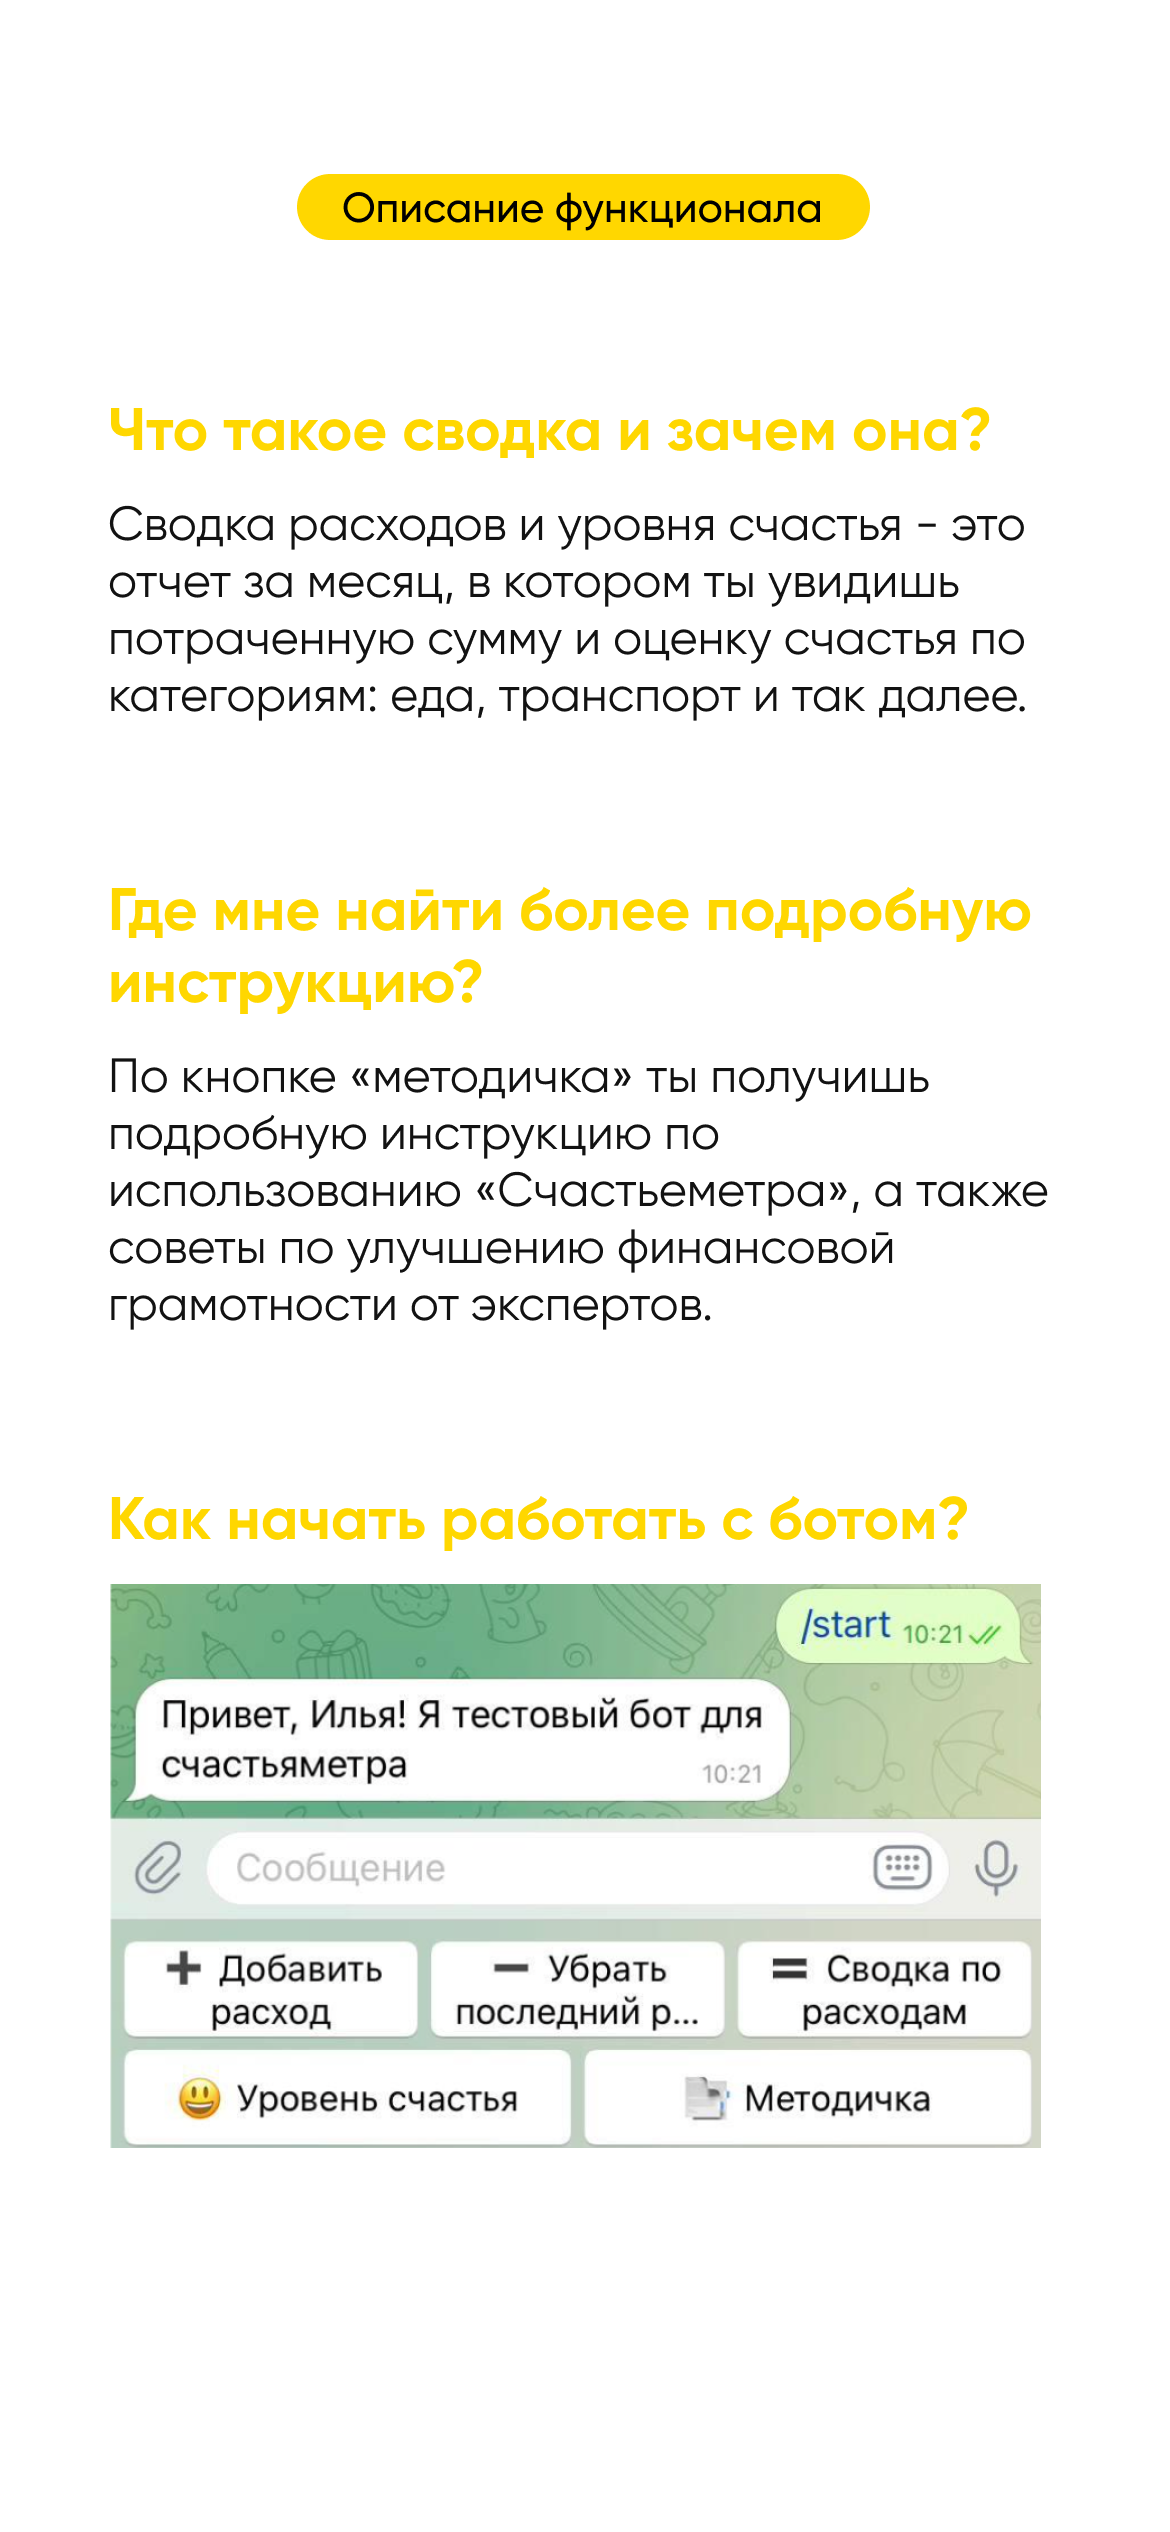 Описание функционала
Что такое сводка и зачем она?
Сводка расходов и уровня счастья - это
отчет за месяц, в котором ты увидишь
потраченную сумму и оценку счастья по
категориям: еда, транспорт и так далее.
Где мне найти более подробную
инструкцию?
По кнопке «методичка» ты получишь
подробную инструкцию по
использованию «Счастьеметра», а также
советы по улучшению финансовой
грамотности от экспертов.
Как начать работать с ботом?
/start 10:21
Привет, Илья! Я тестовый бот для
счастьяметра 10:21
Сообщение
➕ Добавить
расход
➖ Убрать
последний р...
= Сводка по
расходам
😃 Уровень счастья
📑 Методичка